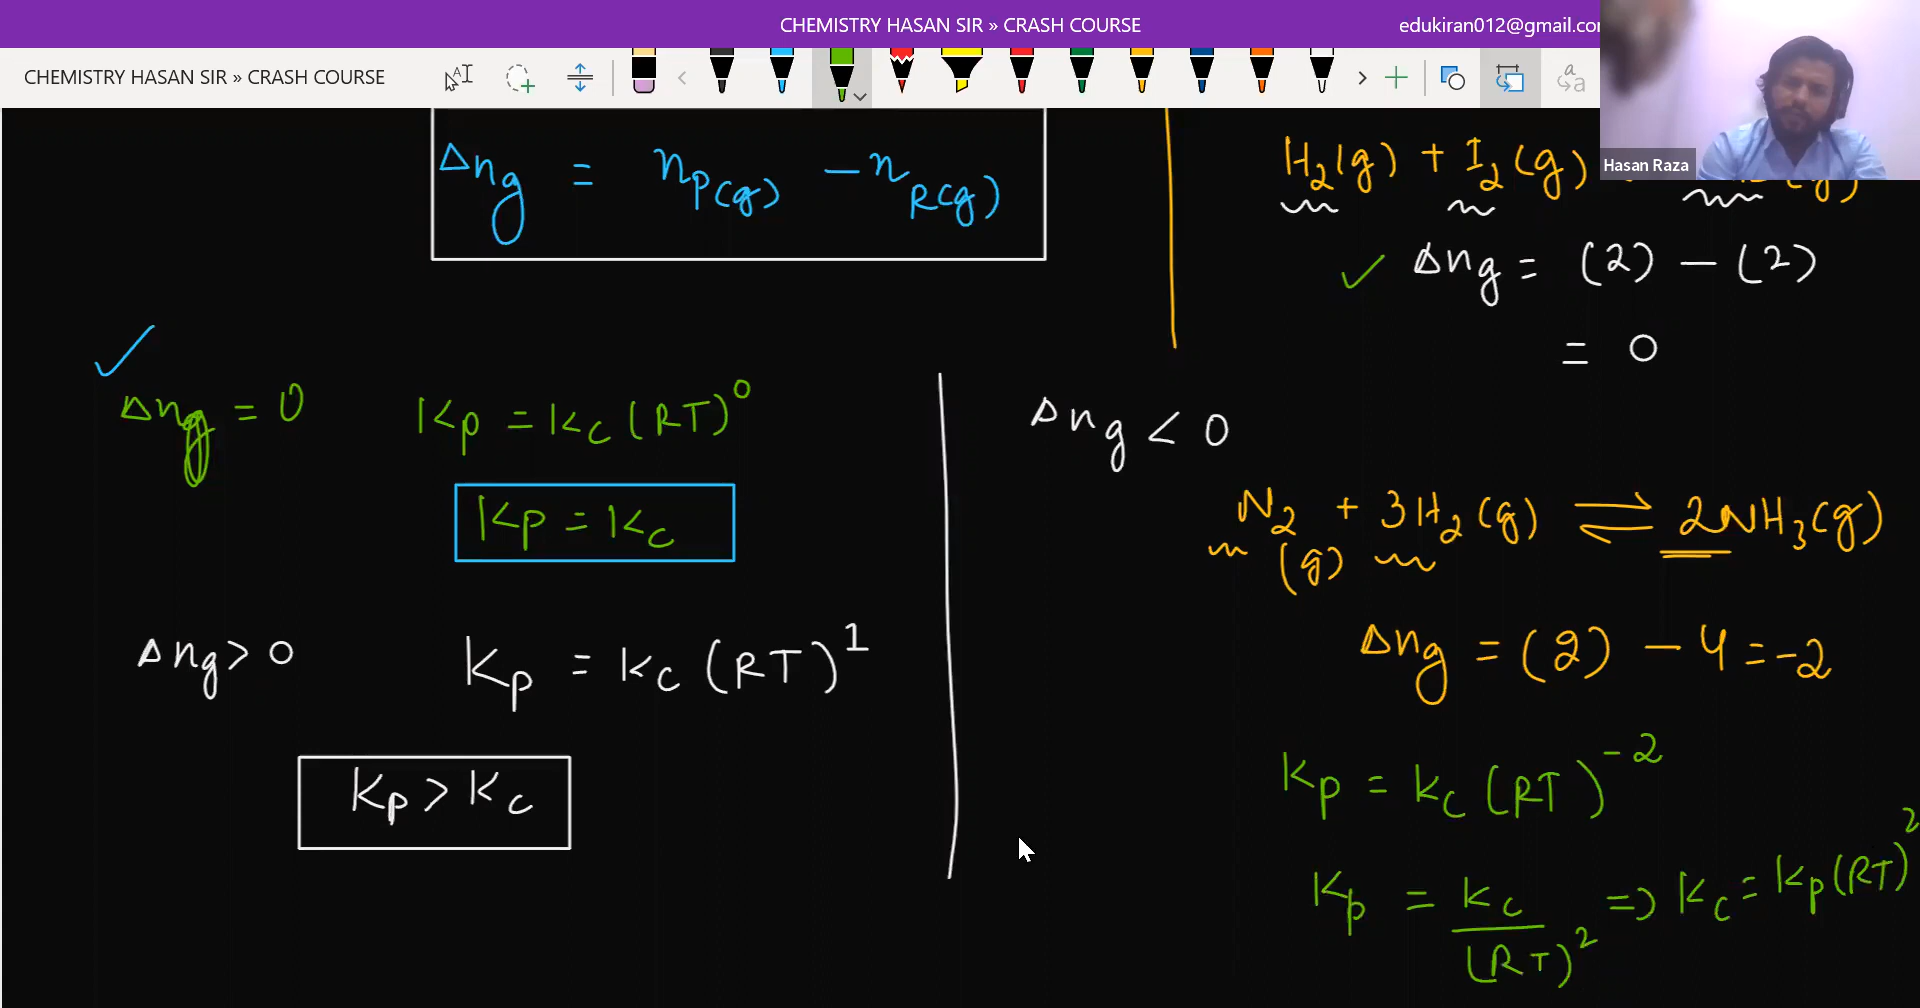 CHEMISTRY HASAN SIR » CRASH COURSE
edukiran012@gmail.co
CHEMISTRY HASAN SIR » CRASH COURSE
Hasan Raza
Δng = nP(g) − nR(g)
H2(g) + I2(g) (g)
✓ Δng = (2) − (2)
= 0
✓
Δng = 0 Kp = Kc (RT)^0
Kp = Kc
Δng > 0 Kp = Kc (RT)^1
Kp > Kc
Δng < 0
N2 (g) + 3H2(g) ⇌ 2NH3(g)
Δng = (2) − 4 = -2
Kp = Kc (RT)^-2
Kp = Kc/(RT)^2 ⇒ Kc = Kp(RT)^2